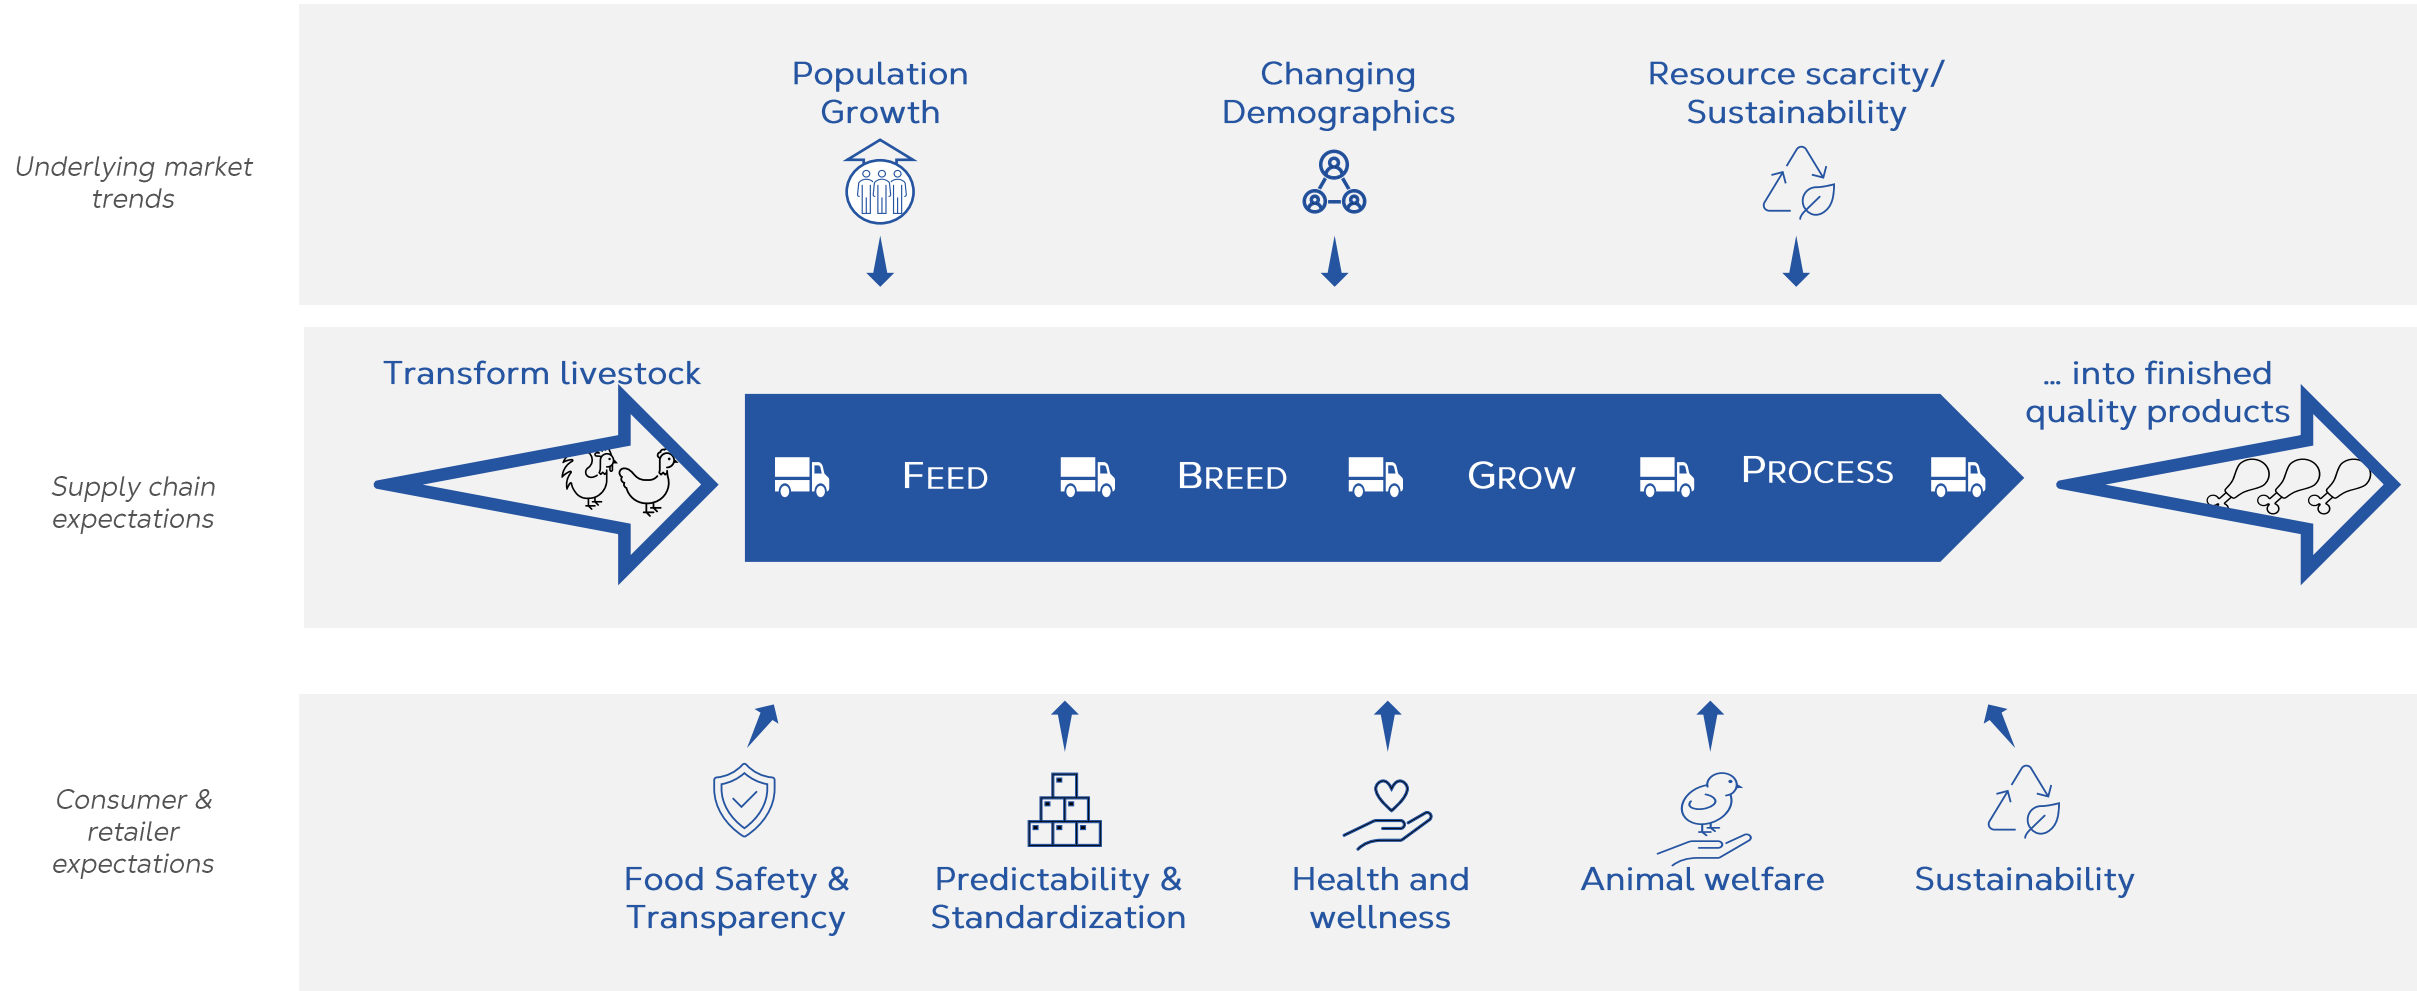 Population
Growth
Changing
Demographics
Resource scarcity/
Sustainability
Underlying market
trends
Transform livestock
... into finished
quality products
FEED
BREED
GROW
PROCESS
Supply chain
expectations
Consumer &
retailer
expectations
Food Safety &
Transparency
Predictability &
Standardization
Health and
wellness
Animal welfare
Sustainability